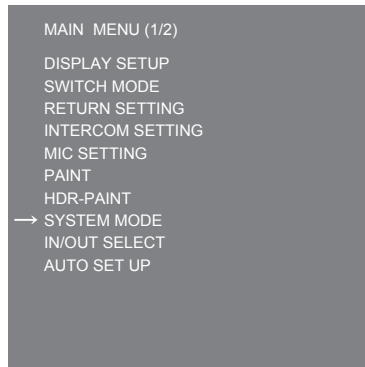 MAIN MENU (1/2)
DISPLAY SETUP
SWITCH MODE
RETURN SETTING
INTERCOM SETTING
MIC SETTING
PAINT
HDR-PAINT
→ SYSTEM MODE
IN/OUT SELECT
AUTO SET UP